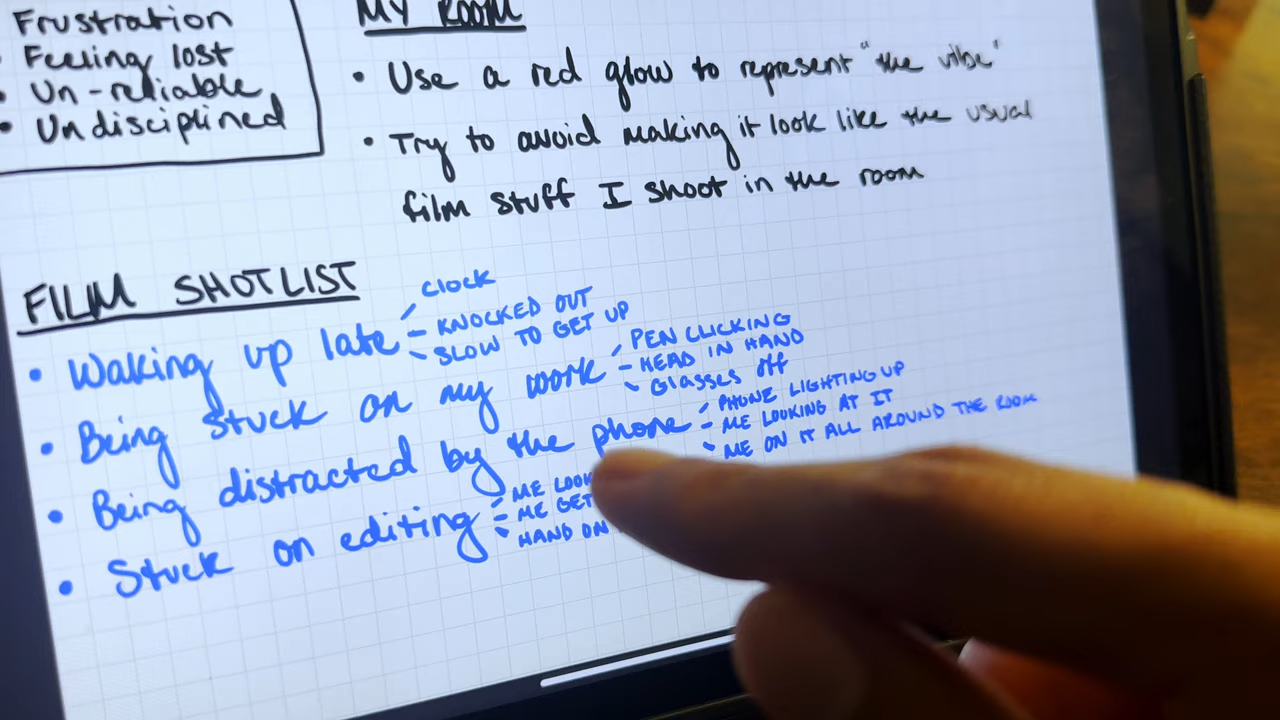 Frustration
• Feeling lost
• Un-reliable
• Undisciplined
MY ROOM
• Use a red glow to represent "the vibe"
• Try to avoid making it look like the usual
film stuff I shoot in the room
FILM SHOTLIST
• Waking up late
- Clock
- KNOCKED OUT
- SLOW TO GET UP
• Being stuck on my work
- PEN CLICKING
- HEAD IN HAND
- Glasses off
• Being distracted by the phone
- PHONE LIGHTING UP
- ME LOOKING AT IT
- ME ON IT ALL AROUND THE ROOM
• Stuck on editing
- ME
- ME
- HAND ON